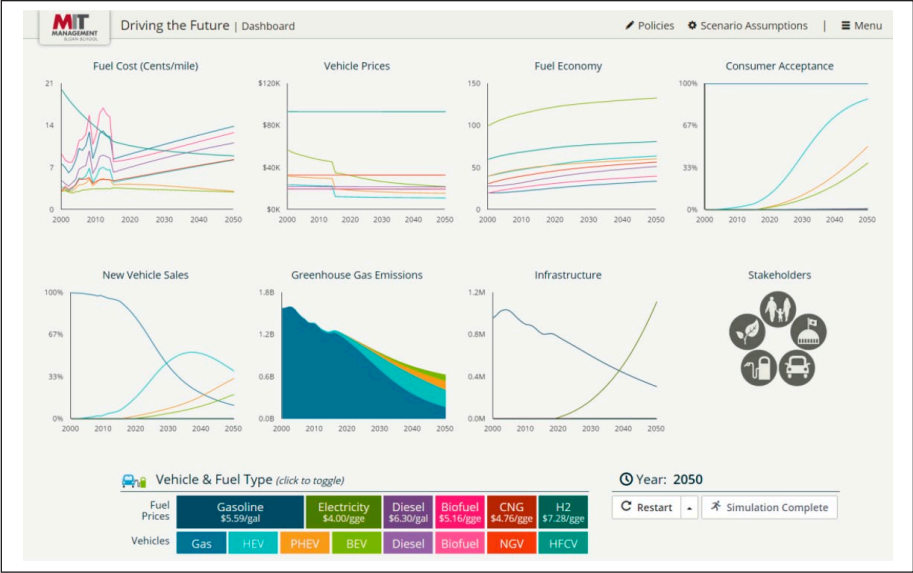 MIT
MANAGEMENT
SLOAN SCHOOL
Driving the Future | Dashboard
Policies
Scenario Assumptions
|
Menu
Fuel Cost (Cents/mile)
21
14
7
0
2000 2010 2020 2030 2040 2050
Vehicle Prices
$120K
$80K
$40K
$0K
2000 2010 2020 2030 2040 2050
Fuel Economy
150
100
50
0
2000 2010 2020 2030 2040 2050
Consumer Acceptance
100%
67%
33%
0%
2000 2010 2020 2030 2040 2050
New Vehicle Sales
100%
67%
33%
0%
2000 2010 2020 2030 2040 2050
Greenhouse Gas Emissions
1.8B
1.2B
0.6B
0.0B
2000 2010 2020 2030 2040 2050
Infrastructure
1.2M
0.8M
0.4M
0.0M
2000 2010 2020 2030 2040 2050
Stakeholders
Vehicle & Fuel Type (click to toggle)
Fuel
Prices
Gasoline
$5.59/gal
Electricity
$4.00/gge
Diesel
$6.30/gal
Biofuel
$5.16/gge
CNG
$4.76/gge
H2
$7.28/gge
Vehicles
Gas HEV PHEV BEV Diesel Biofuel NGV HFCV
Year: 2050
Restart
Simulation Complete